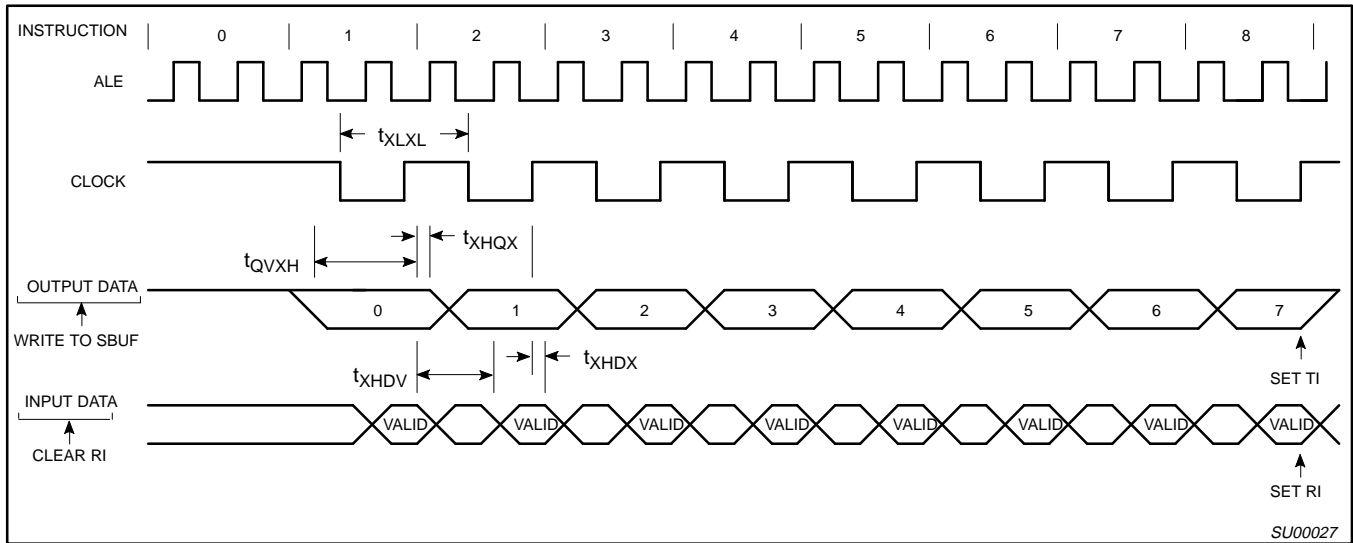 INSTRUCTION 0 1 2 3 4 5 6 7 8
ALE
tXLXL
CLOCK
tXHQX
tQVXH
OUTPUT DATA
0 1 2 3 4 5 6 7
WRITE TO SBUF
tXHDX
tXHDV
SET TI
INPUT DATA
VALID VALID VALID VALID VALID VALID VALID VALID
CLEAR RI
SET RI
SU00027